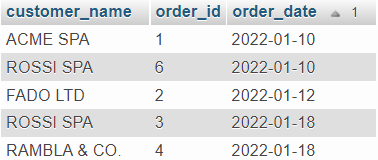 customer_name order_id order_date 1
ACME SPA 1 2022-01-10
ROSSI SPA 6 2022-01-10
FADO LTD 2 2022-01-12
ROSSI SPA 3 2022-01-18
RAMBLA & CO. 4 2022-01-18